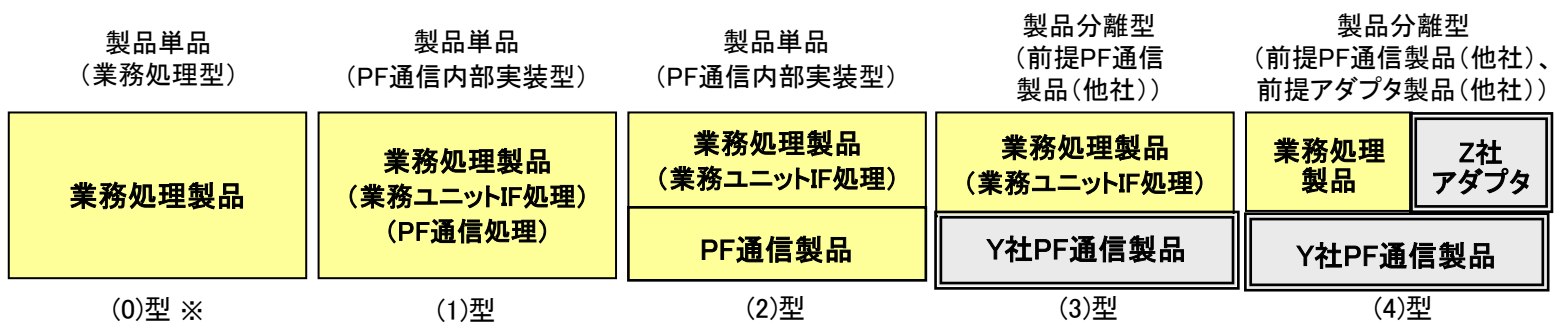 製品単品
（業務処理型）
業務処理製品
(0)型 ※
製品単品
（PF通信内部実装型）
業務処理製品
（業務ユニットIF処理）
（PF通信処理）
(1)型
製品単品
（PF通信内部実装型）
業務処理製品
（業務ユニットIF処理）
PF通信製品
(2)型
製品分離型
（前提PF通信
製品（他社））
業務処理製品
（業務ユニットIF処理）
Y社PF通信製品
(3)型
製品分離型
（前提PF通信製品（他社）、
前提アダプタ製品（他社））
業務処理
製品
Z社
アダプタ
Y社PF通信製品
(4)型